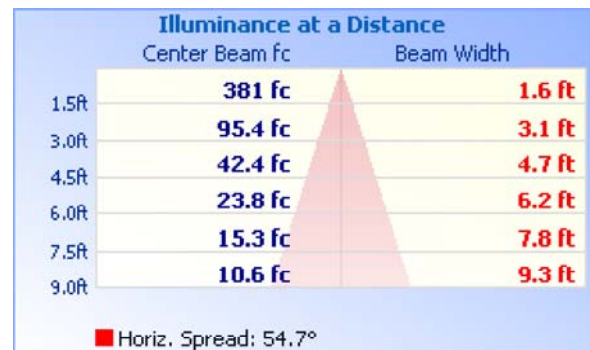 Illuminance at a Distance
Center Beam fc Beam Width
1.5ft 381 fc 1.6 ft
3.0ft 95.4 fc 3.1 ft
4.5ft 42.4 fc 4.7 ft
6.0ft 23.8 fc 6.2 ft
7.5ft 15.3 fc 7.8 ft
9.0ft 10.6 fc 9.3 ft
Horiz. Spread: 54.7°